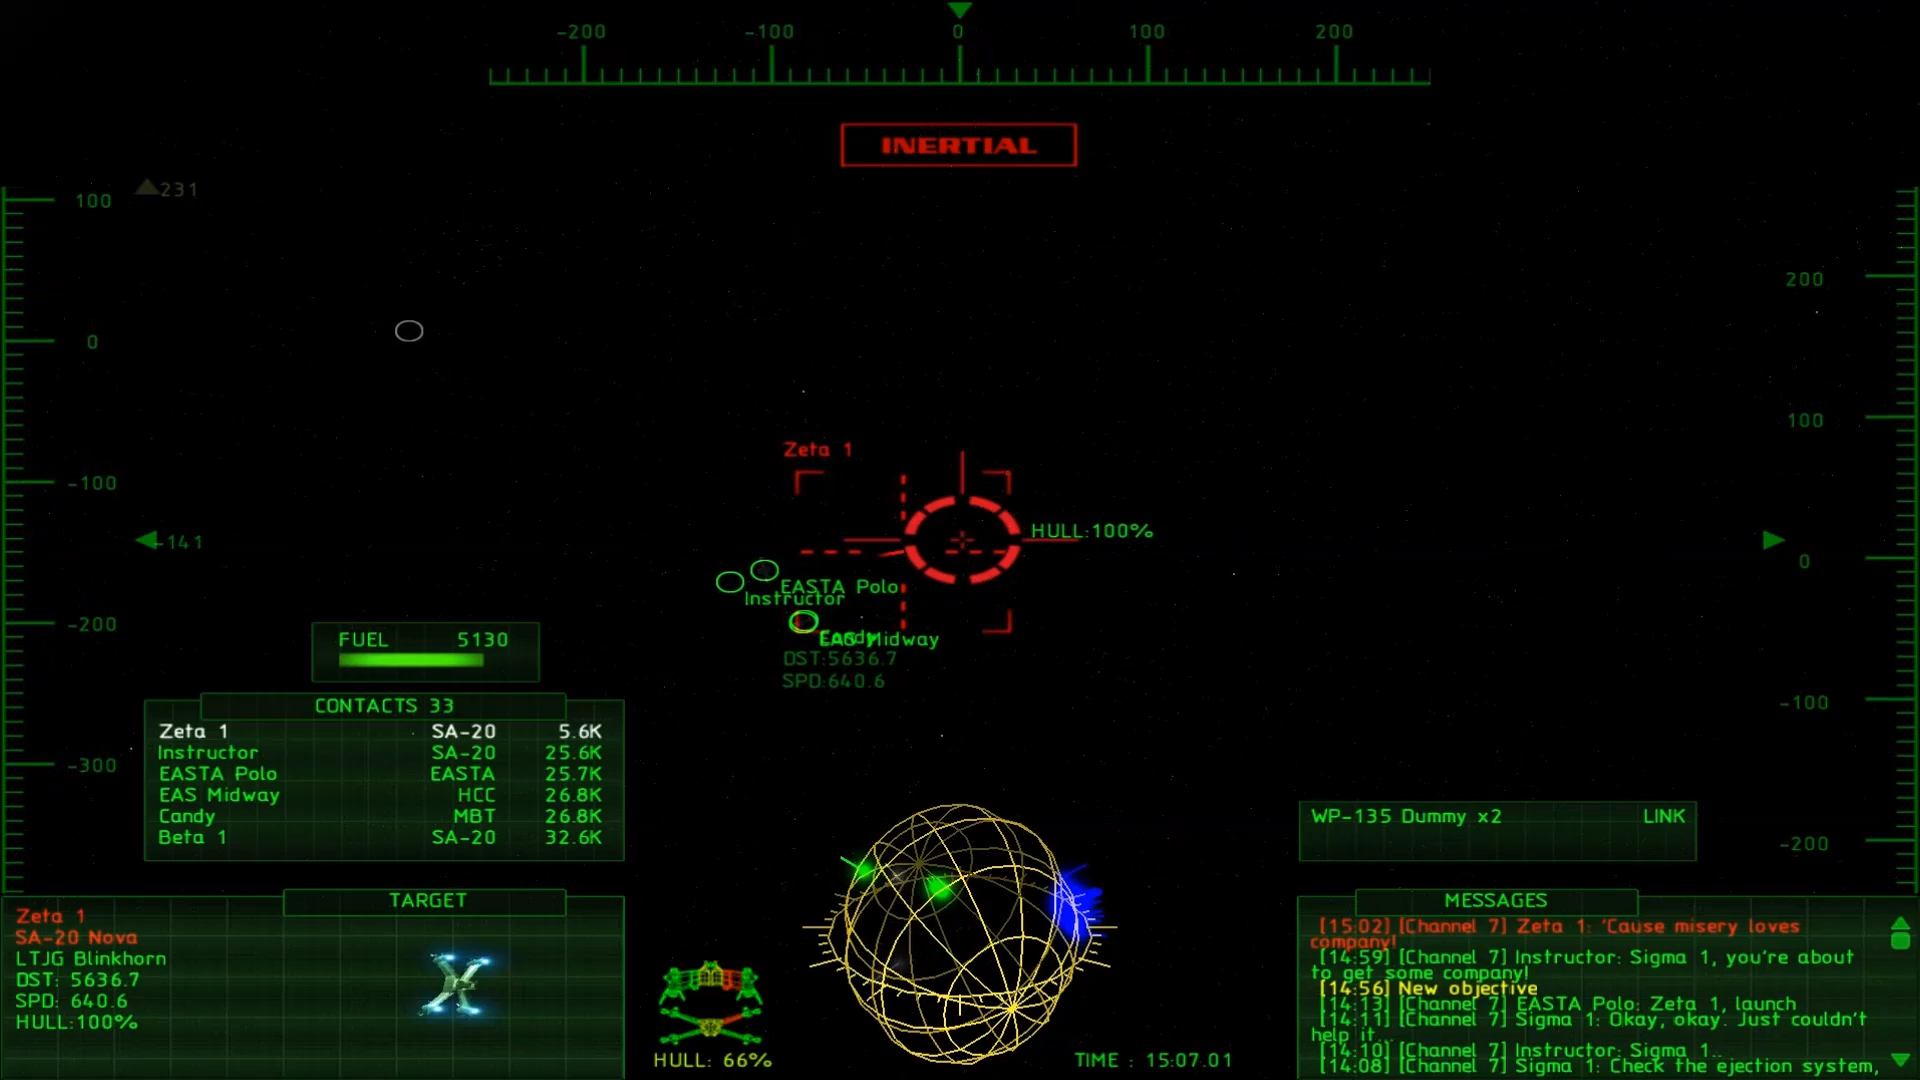 -200 -100 0 100 200
INERTIAL
231
100
0
-100
-200
-300
-141
200
100
0
-100
-200
Zeta 1
HULL:100%
EASTA Polo
Instructor
Candy
EAS Midway
DST:5636.7
SPD:640.6
FUEL 5130
CONTACTS 33
Zeta 1 SA-20 5.6K
Instructor SA-20 25.6K
EASTA Polo EASTA 25.7K
EAS Midway HCC 26.8K
Candy MBT 26.8K
Beta 1 SA-20 32.6K
TARGET
Zeta 1
SA-20 Nova
LTJG Blinkhorn
DST: 5636.7
SPD: 640.6
HULL:100%
HULL: 66%
TIME : 15:07.01
WP-135 Dummy x2 LINK
MESSAGES
[15:02] [Channel 7] Zeta 1: 'Cause misery loves
company!
[14:59] [Channel 7] Instructor: Sigma 1, you're about
to get some company!
[14:56] New objective
[14:13] [Channel 7] EASTA Polo: Zeta 1, launch
[14:11] [Channel 7] Sigma 1: Okay, okay. Just couldn't
help it...
[14:10] [Channel 7] Instructor: Sigma 1..
[14:08] [Channel 7] Sigma 1: Check the ejection system,